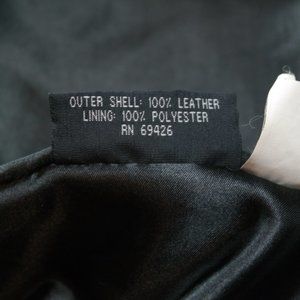 OUTER SHELL: 100% LEATHER
LINING: 100% POLYESTER
RN 69426